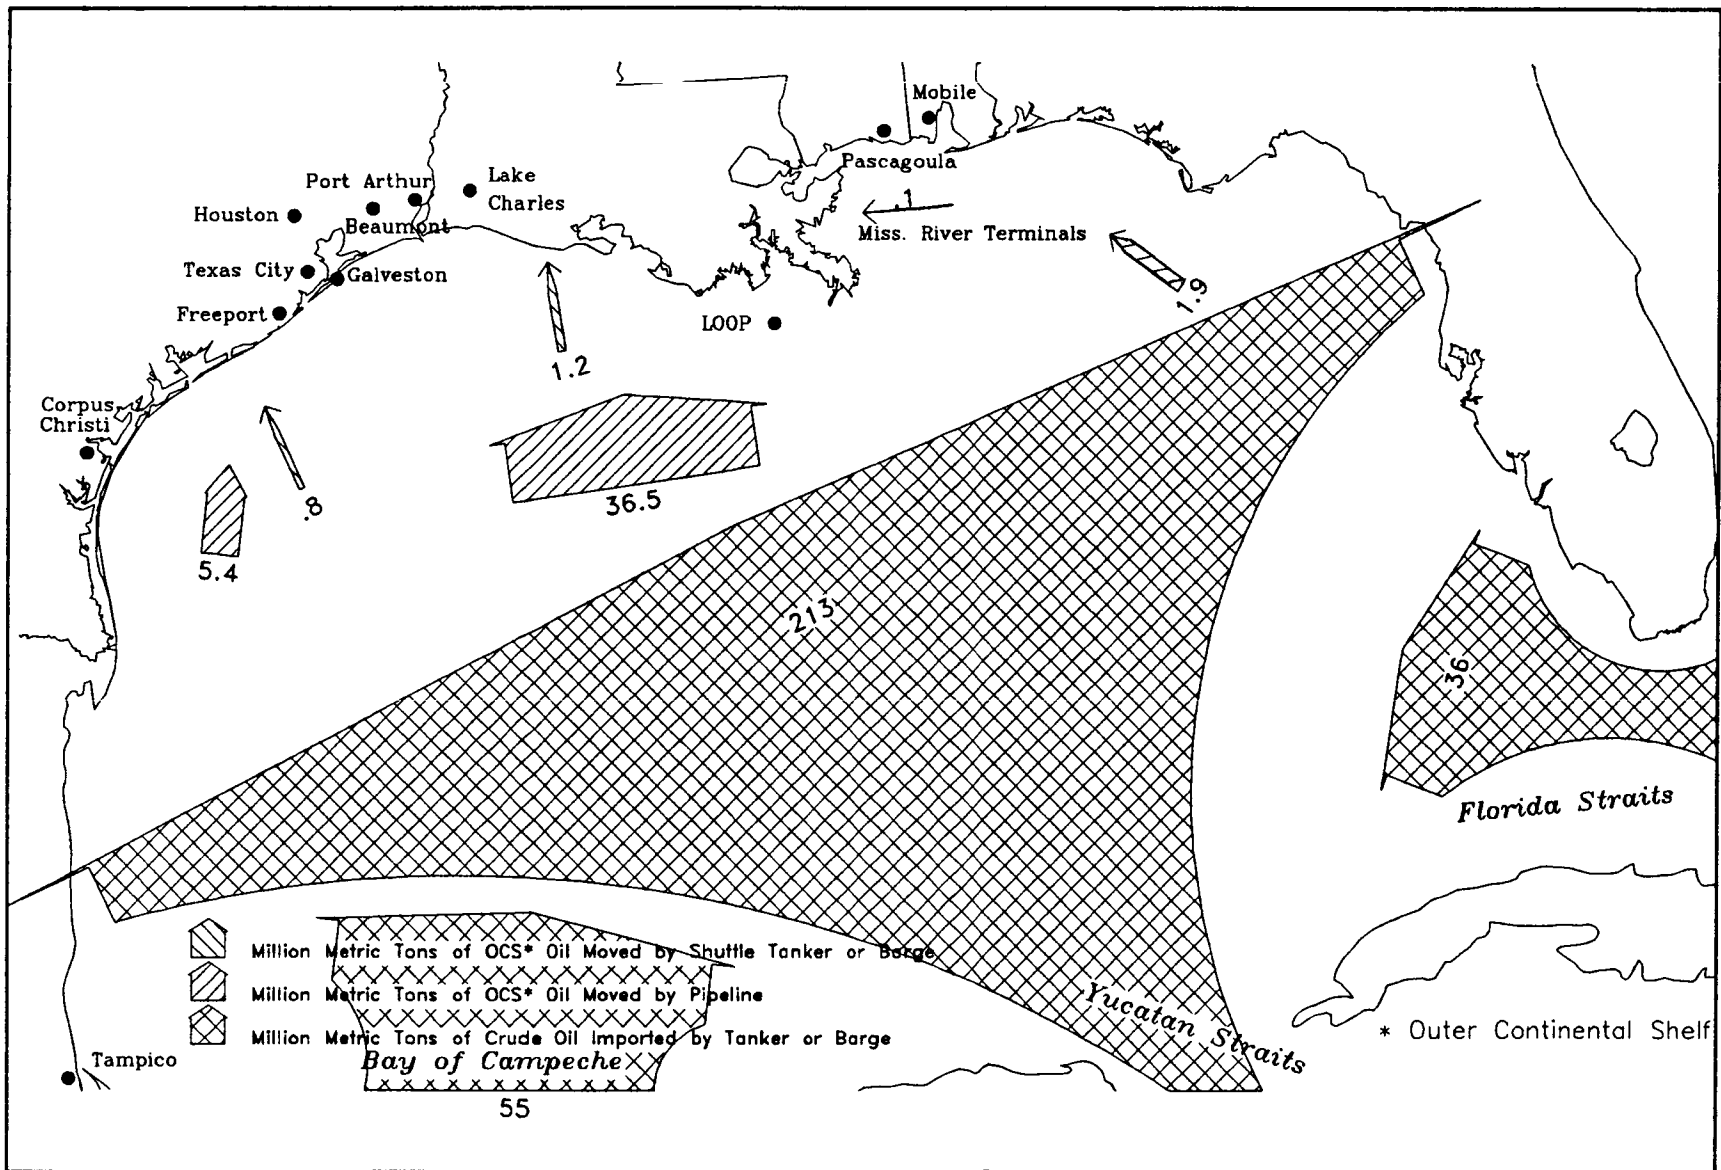 Mobile
Pascagoula
Lake
Charles
Port Arthur
Houston
Beaumont
Texas City
Galveston
Freeport
.1
Miss. River Terminals
1.9
LOOP
1.2
Corpus
Christi
.8
36.5
5.4
213
36
Florida Straits
Million Metric Tons of OCS* Oil Moved by Shuttle Tanker or Barge
Million Metric Tons of OCS* Oil Moved by Pipeline
Million Metric Tons of Crude Oil Imported by Tanker or Barge
Yucatan Straits
* Outer Continental Shelf
Tampico
Bay of Campeche
55